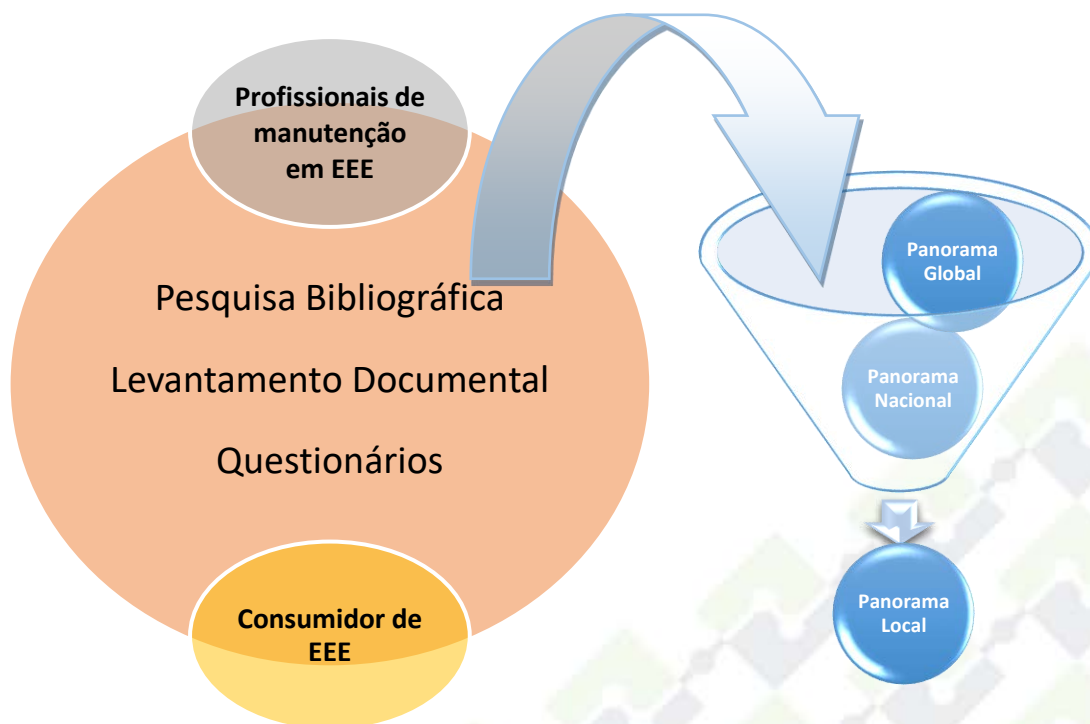 Profissionais de
manutenção
em EEE
Pesquisa Bibliográfica
Levantamento Documental
Questionários
Consumidor de
EEE
Panorama
Global
Panorama
Nacional
Panorama
Local